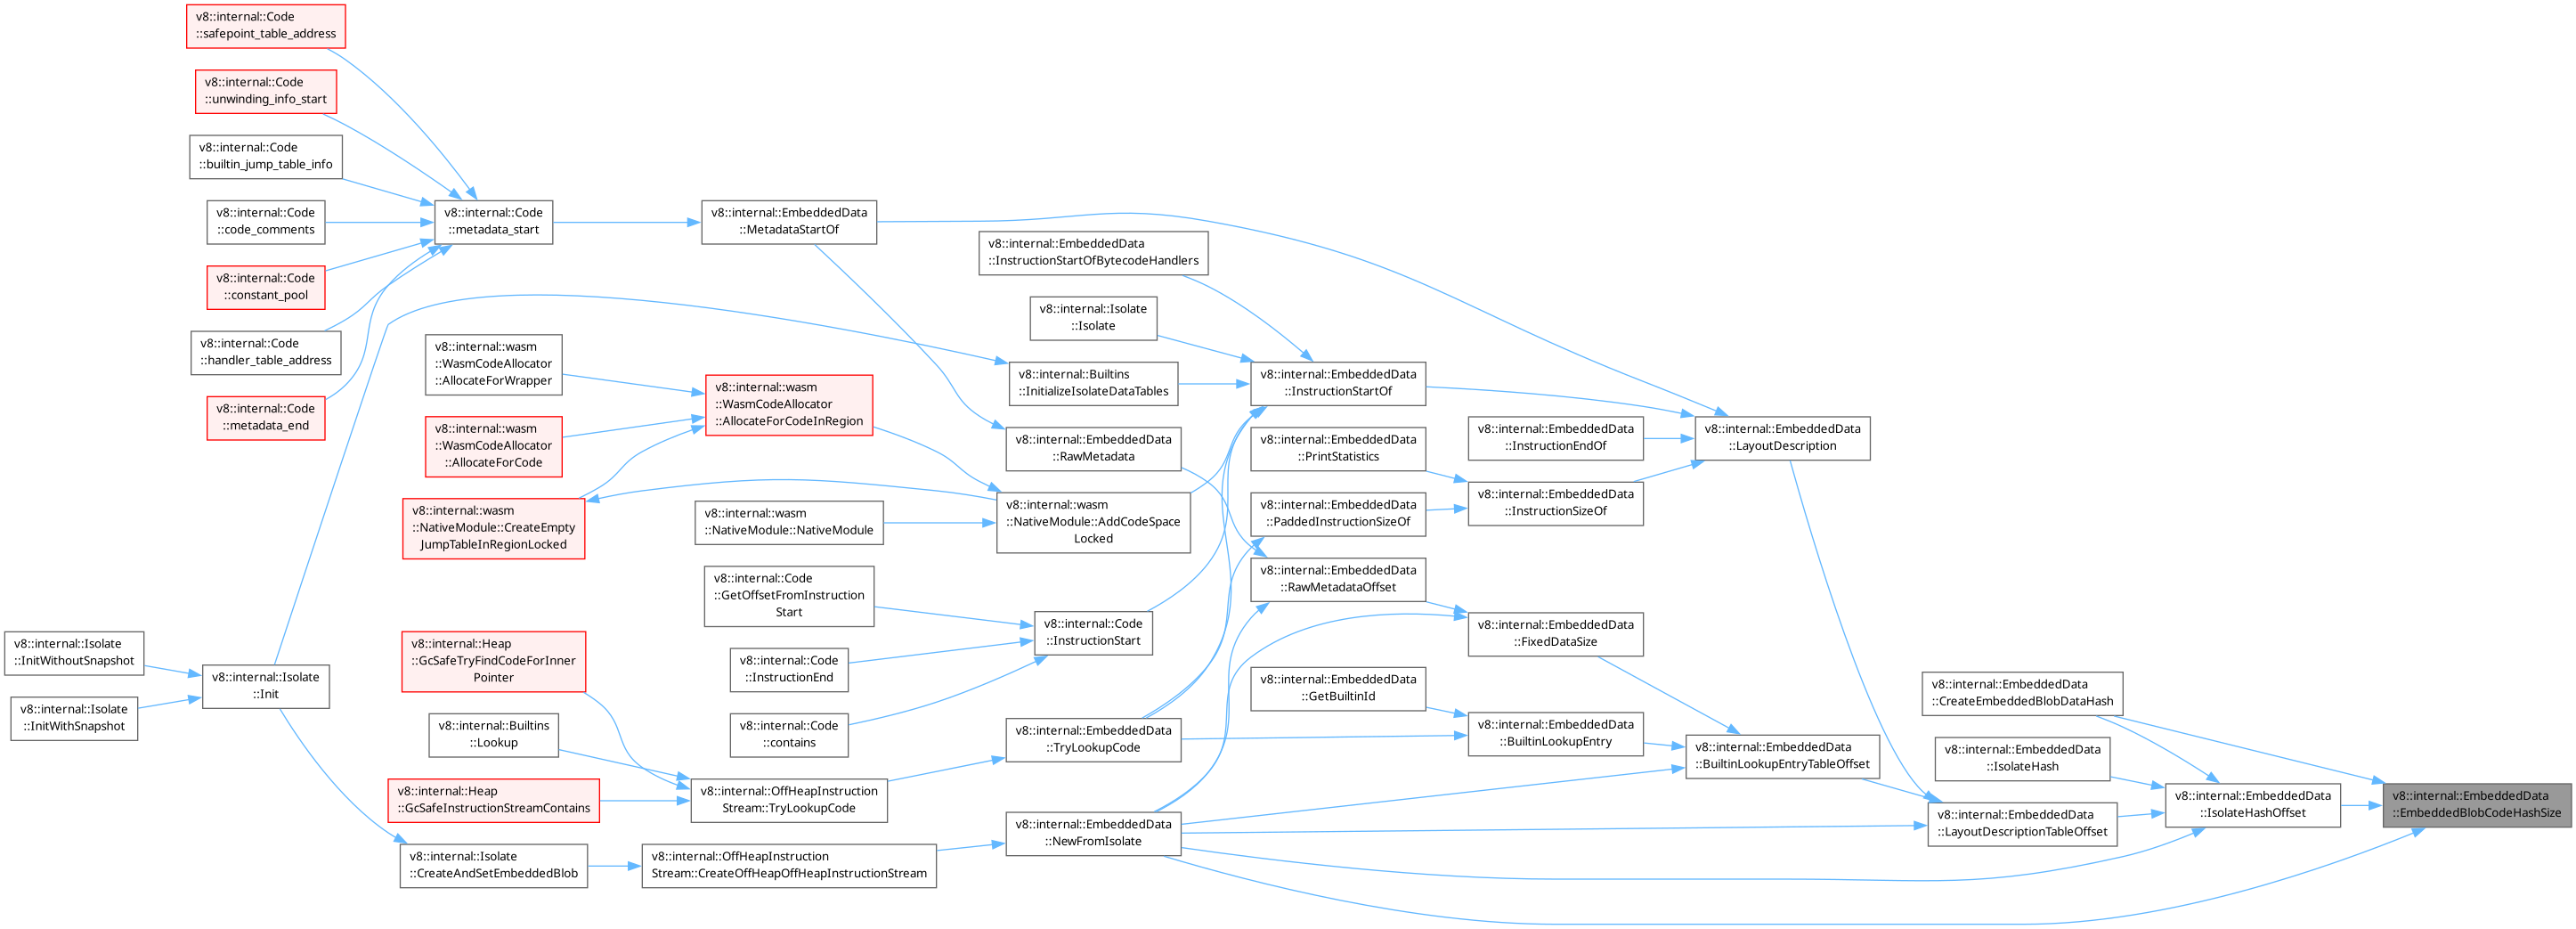 v8::internal::Code
::safepoint_table_address
v8::internal::Code
::unwinding_info_start
v8::internal::Code
::builtin_jump_table_info
v8::internal::Code
::code_comments
v8::internal::Code
::constant_pool
v8::internal::Code
::handler_table_address
v8::internal::Code
::metadata_end
v8::internal::Code
::metadata_start
v8::internal::EmbeddedData
::MetadataStartOf
v8::internal::EmbeddedData
::InstructionStartOfBytecodeHandlers
v8::internal::Isolate
::Isolate
v8::internal::Builtins
::InitializeIsolateDataTables
v8::internal::EmbeddedData
::RawMetadata
v8::internal::wasm
::WasmCodeAllocator
::AllocateForWrapper
v8::internal::wasm
::WasmCodeAllocator
::AllocateForCode
v8::internal::wasm
::NativeModule::CreateEmpty
JumpTableInRegionLocked
v8::internal::wasm
::WasmCodeAllocator
::AllocateForCodeInRegion
v8::internal::wasm
::NativeModule::NativeModule
v8::internal::wasm
::NativeModule::AddCodeSpace
Locked
v8::internal::Code
::GetOffsetFromInstruction
Start
v8::internal::Code
::InstructionEnd
v8::internal::Code
::contains
v8::internal::Code
::InstructionStart
v8::internal::EmbeddedData
::InstructionStartOf
v8::internal::EmbeddedData
::PrintStatistics
v8::internal::EmbeddedData
::PaddedInstructionSizeOf
v8::internal::EmbeddedData
::RawMetadataOffset
v8::internal::EmbeddedData
::GetBuiltinId
v8::internal::EmbeddedData
::InstructionEndOf
v8::internal::EmbeddedData
::InstructionSizeOf
v8::internal::EmbeddedData
::FixedDataSize
v8::internal::EmbeddedData
::BuiltinLookupEntry
v8::internal::EmbeddedData
::LayoutDescription
v8::internal::EmbeddedData
::BuiltinLookupEntryTableOffset
v8::internal::Isolate
::InitWithoutSnapshot
v8::internal::Isolate
::InitWithSnapshot
v8::internal::Isolate
::Init
v8::internal::Heap
::GcSafeTryFindCodeForInner
Pointer
v8::internal::Builtins
::Lookup
v8::internal::Heap
::GcSafeInstructionStreamContains
v8::internal::Isolate
::CreateAndSetEmbeddedBlob
v8::internal::OffHeapInstruction
Stream::TryLookupCode
v8::internal::OffHeapInstruction
Stream::CreateOffHeapOffHeapInstructionStream
v8::internal::EmbeddedData
::TryLookupCode
v8::internal::EmbeddedData
::NewFromIsolate
v8::internal::EmbeddedData
::CreateEmbeddedBlobDataHash
v8::internal::EmbeddedData
::IsolateHash
v8::internal::EmbeddedData
::LayoutDescriptionTableOffset
v8::internal::EmbeddedData
::IsolateHashOffset
v8::internal::EmbeddedData
::EmbeddedBlobCodeHashSize